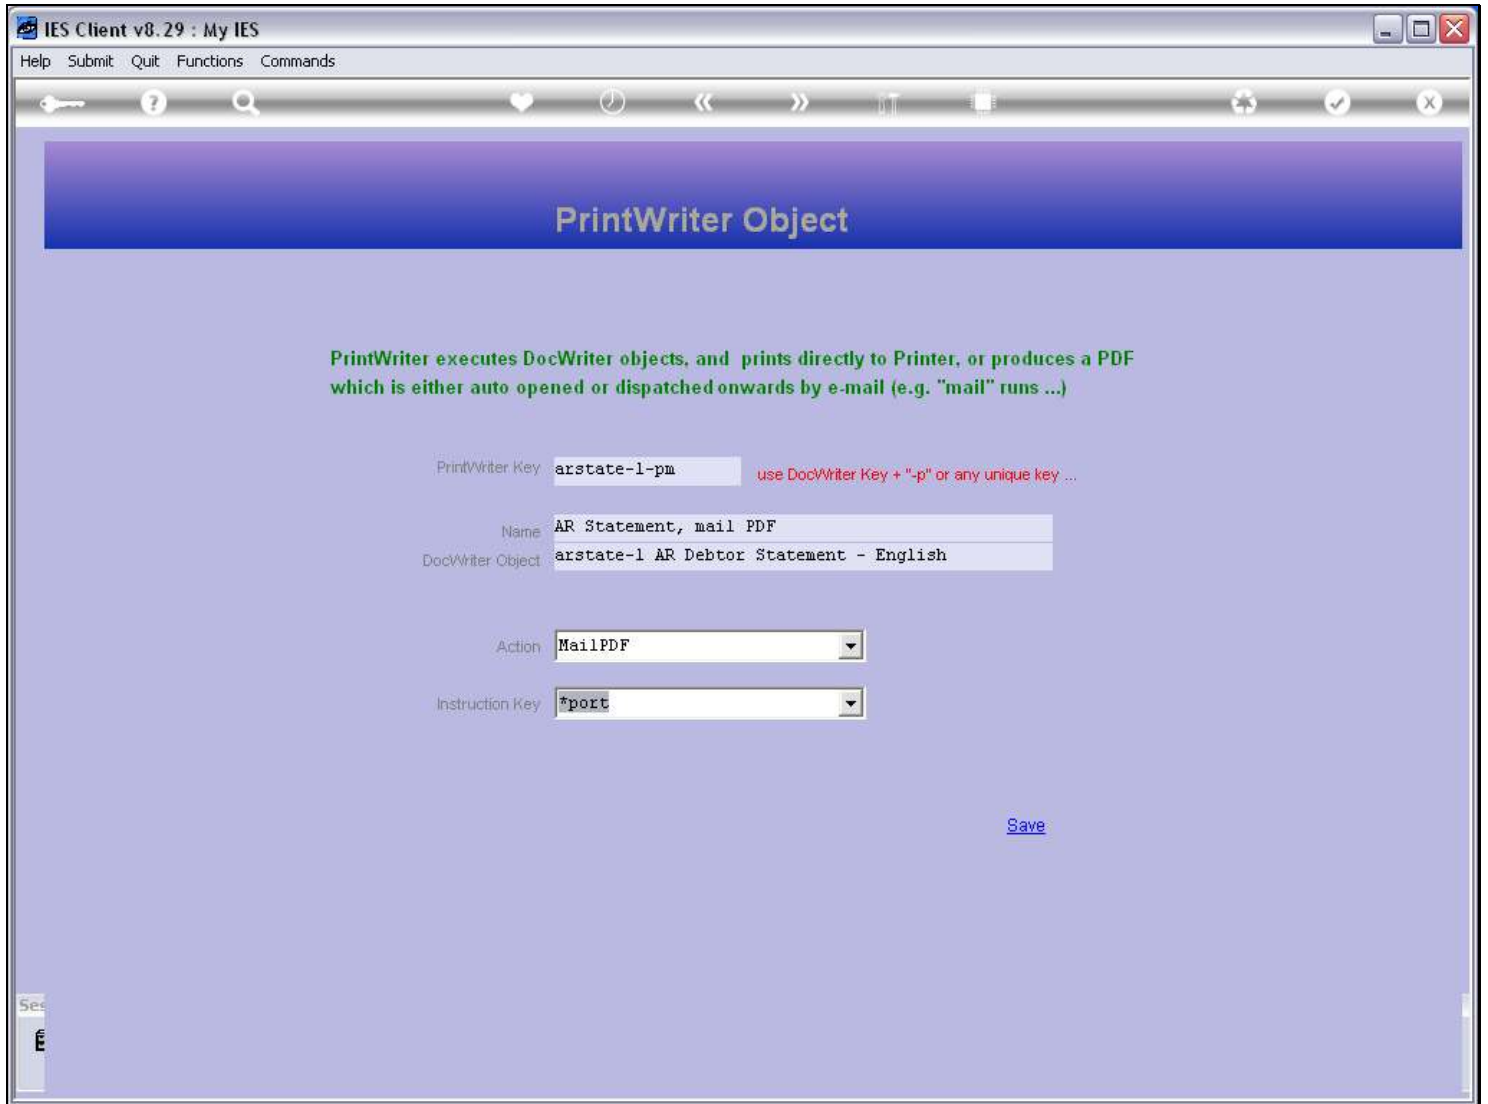 IES Client v8.29 : My IES
Help Submit Quit Functions Commands
PrintWriter Object
PrintWriter executes DocWriter objects, and prints directly to Printer, or produces a PDF
which is either auto opened or dispatched onwards by e-mail (e.g. "mail" runs ...)
PrintWriter Key arstate-1-pm use DocWriter Key + "-p" or any unique key ...
Name AR Statement, mail PDF
DocWriter Object arstate-1 AR Debtor Statement - English
Action MailPDF
Instruction Key *port
Save
Ses